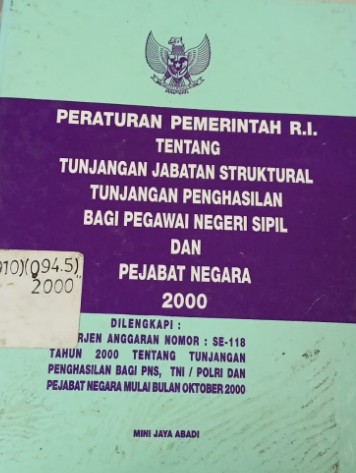 PERATURAN PEMERINTAH R.I.
TENTANG
TUNJANGAN JABATAN STRUKTURAL
TUNJANGAN PENGHASILAN
BAGI PEGAWAI NEGERI SIPIL
DAN
PEJABAT NEGARA
2000
910)(094.5)
"2000"
DILENGKAPI :
RJEN ANGGARAN NOMOR : SE-118
TAHUN 2000 TENTANG TUNJANGAN
PENGHASILAN BAGI PNS, TNI / POLRI DAN
PEJABAT NEGARA MULAI BULAN OKTOBER 2000
MINI JAYA ABADI